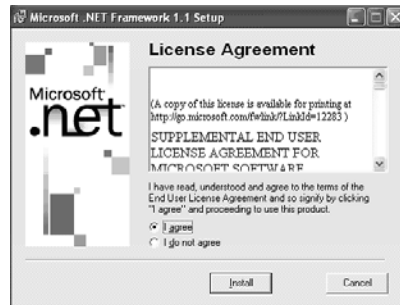 Microsoft .NET Framework 1.1 Setup
License Agreement
Microsoft
.net
(A copy of this license is available for printing at
http://go.microsoft.com/fwlink/?LinkId=12283 )
SUPPLEMENTAL END USER
LICENSE AGREEMENT FOR
MICROSOFT SOFTWARE
I have read, understood and agree to the terms of the
End User License Agreement and so signify by clicking
"I agree" and proceeding to use this product.
I agree
I do not agree
Install
Cancel